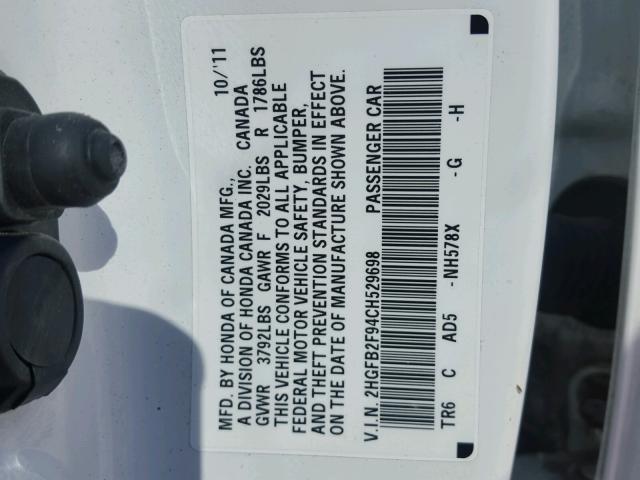 MFD. BY HONDA OF CANADA MFG., 10/'11
A DIVISION OF HONDA CANADA INC. CANADA
GVWR 3792LBS GAWR F 2029LBS R 1786LBS
THIS VEHICLE CONFORMS TO ALL APPLICABLE
FEDERAL MOTOR VEHICLE SAFETY, BUMPER,
AND THEFT PREVENTION STANDARDS IN EFFECT
ON THE DATE OF MANUFACTURE SHOWN ABOVE.
V.I.N. 2HGFB2F94CH529698 PASSENGER CAR
TR6 C AD5 -NH578X -G -H